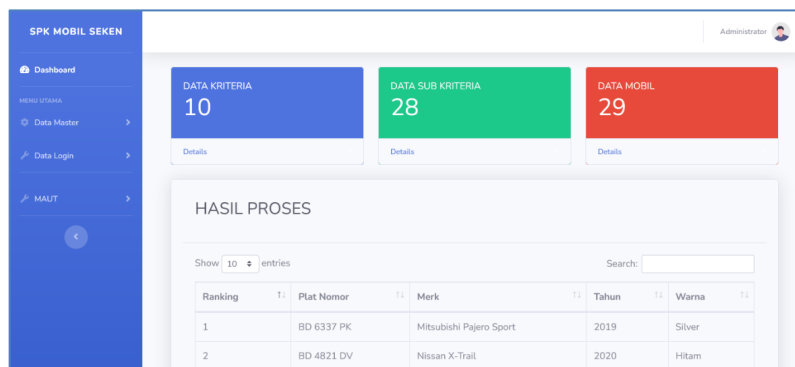 SPK MOBIL SEKEN
Administrator
Dashboard
MENU UTAMA
Data Master
Data Login
MAUT
DATA KRITERIA
10
Details
DATA SUB KRITERIA
28
Details
DATA MOBIL
29
Details
HASIL PROSES
Show 10 entries
Search:
Ranking Plat Nomor Merk Tahun Warna
1 BD 6337 PK Mitsubishi Pajero Sport 2019 Silver
2 BD 4821 DV Nissan X-Trail 2020 Hitam